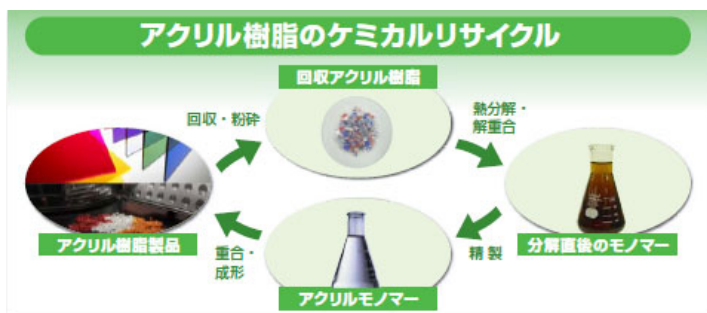 アクリル樹脂のケミカルリサイクル
回収アクリル樹脂
回収・粉砕
熱分解・
解重合
アクリル樹脂製品
重合・
成形
アクリルモノマー
精製
分解直後のモノマー